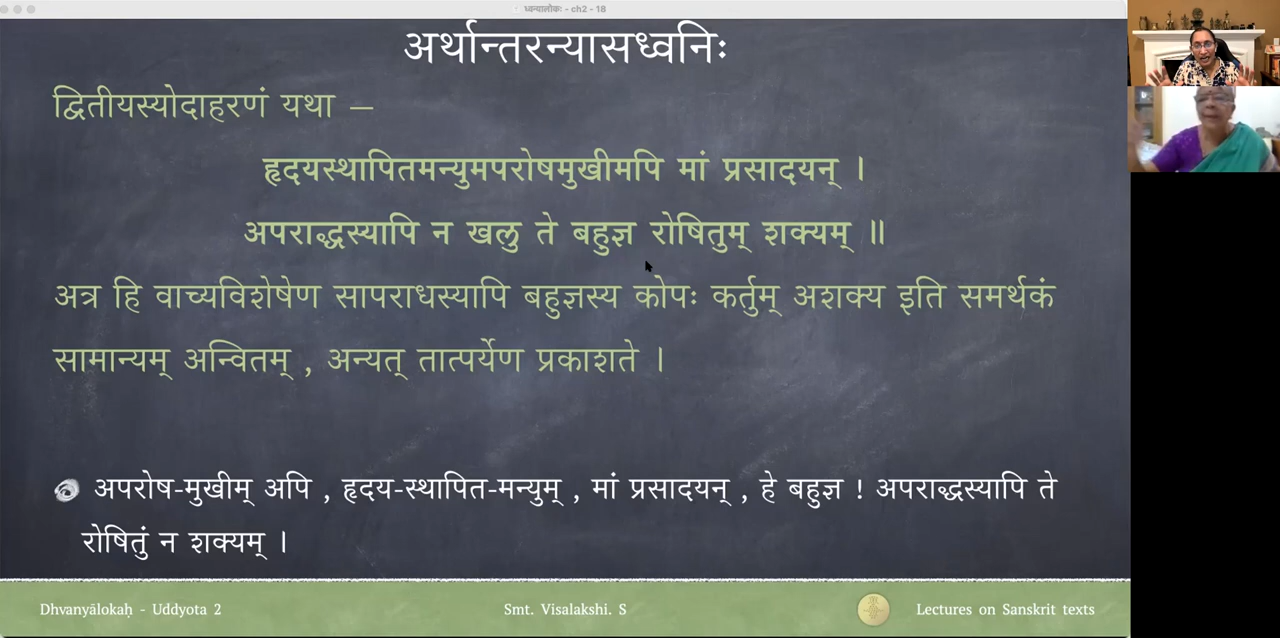 ध्वन्यालोकः - ch2 - 18
अर्थान्तरन्यासध्वनिः
द्वितीयस्योदाहरणं यथा –
हृदयस्थापितमन्युमपरोषमुखीमपि मां प्रसादयन् ।
अपराद्धस्यापि न खलु ते बहुज्ञ रोषितुम् शक्यम् ॥
अत्र हि वाच्यविशेषेण सापराधस्यापि बहुज्ञस्य कोपः कर्तुम् अशक्य इति समर्थकं
सामान्यम् अन्वितम् , अन्यत् तात्पर्येण प्रकाशते ।
अपरोष-मुखीम् अपि , हृदय-स्थापित-मन्युम् , मां प्रसादयन् , हे बहुज्ञ ! अपराद्धस्यापि ते
रोषितुं न शक्यम् ।
Dhvanyālokaḥ - Uddyota 2 Smt. Visalakshi. S Lectures on Sanskrit texts